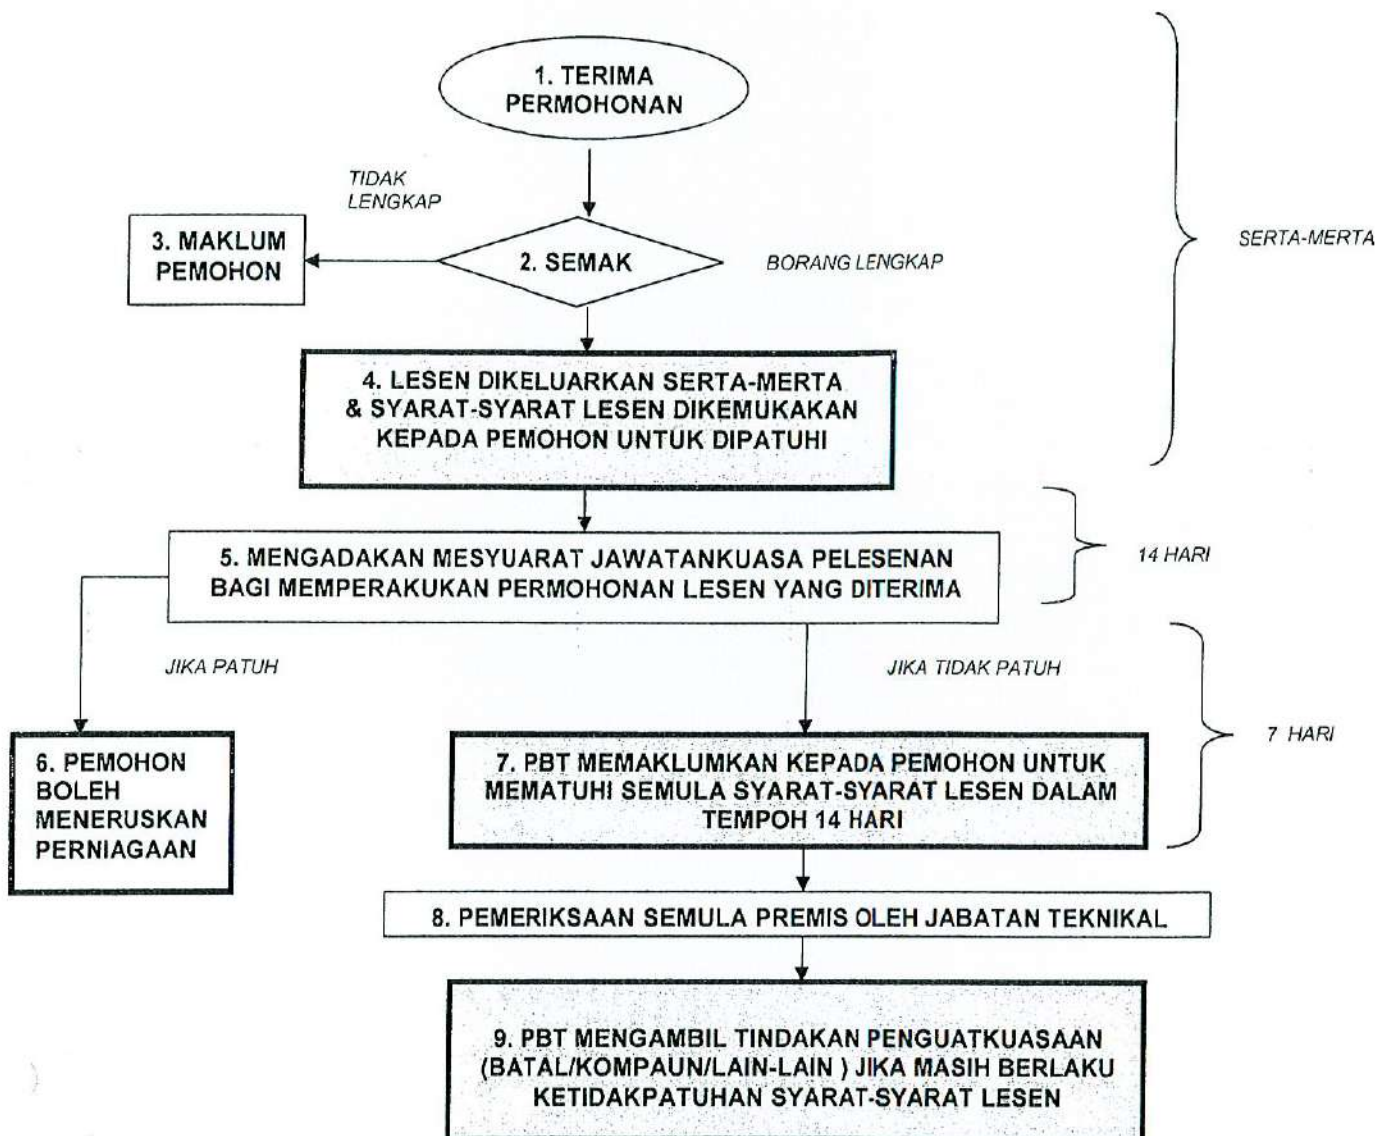 1. TERIMA
PERMOHONAN
TIDAK
LENGKAP
3. MAKLUM
PEMOHON
2. SEMAK
BORANG LENGKAP
SERTA-MERTA
4. LESEN DIKELUARKAN SERTA-MERTA
& SYARAT-SYARAT LESEN DIKEMUKAKAN
KEPADA PEMOHON UNTUK DIPATUHI
5. MENGADAKAN MESYUARAT JAWATANKUASA PELESENAN
BAGI MEMPERAKUKAN PERMOHONAN LESEN YANG DITERIMA
14 HARI
JIKA PATUH
JIKA TIDAK PATUH
6. PEMOHON
BOLEH
MENERUSKAN
PERNIAGAAN
7. PBT MEMAKLUMKAN KEPADA PEMOHON UNTUK
MEMATUHI SEMULA SYARAT-SYARAT LESEN DALAM
TEMPOH 14 HARI
7 HARI
8. PEMERIKSAAN SEMULA PREMIS OLEH JABATAN TEKNIKAL
9. PBT MENGAMBIL TINDAKAN PENGUATKUASAAN
(BATAL/KOMPAUN/LAIN-LAIN ) JIKA MASIH BERLAKU
KETIDAKPATUHAN SYARAT-SYARAT LESEN